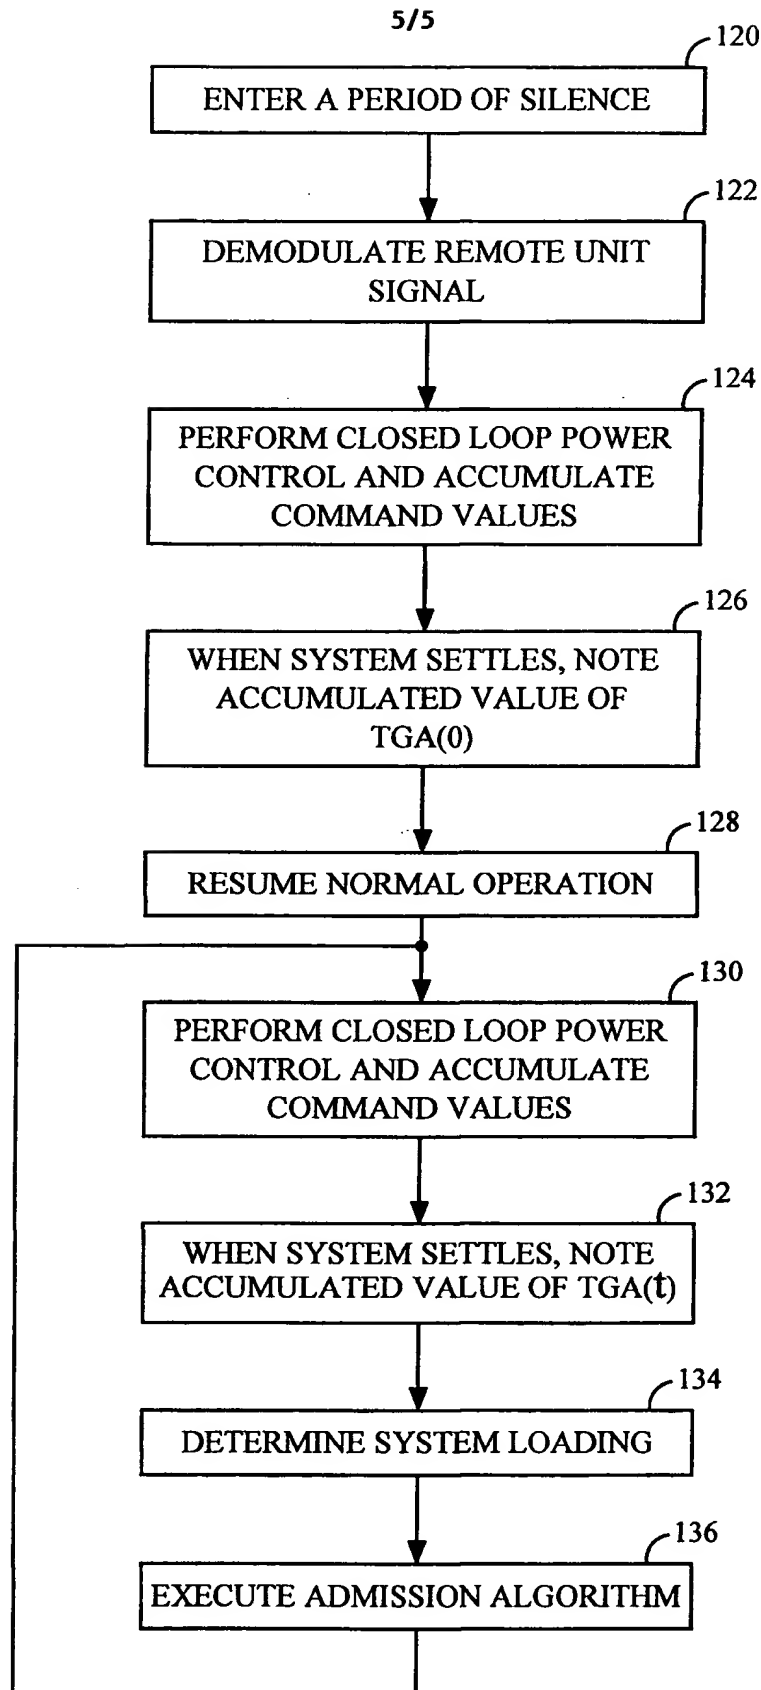 5/5
120
ENTER A PERIOD OF SILENCE
122
DEMODULATE REMOTE UNIT
SIGNAL
124
PERFORM CLOSED LOOP POWER
CONTROL AND ACCUMULATE
COMMAND VALUES
126
WHEN SYSTEM SETTLES, NOTE
ACCUMULATED VALUE OF
TGA(0)
128
RESUME NORMAL OPERATION
130
PERFORM CLOSED LOOP POWER
CONTROL AND ACCUMULATE
COMMAND VALUES
132
WHEN SYSTEM SETTLES, NOTE
ACCUMULATED VALUE OF TGA(t)
134
DETERMINE SYSTEM LOADING
136
EXECUTE ADMISSION ALGORITHM